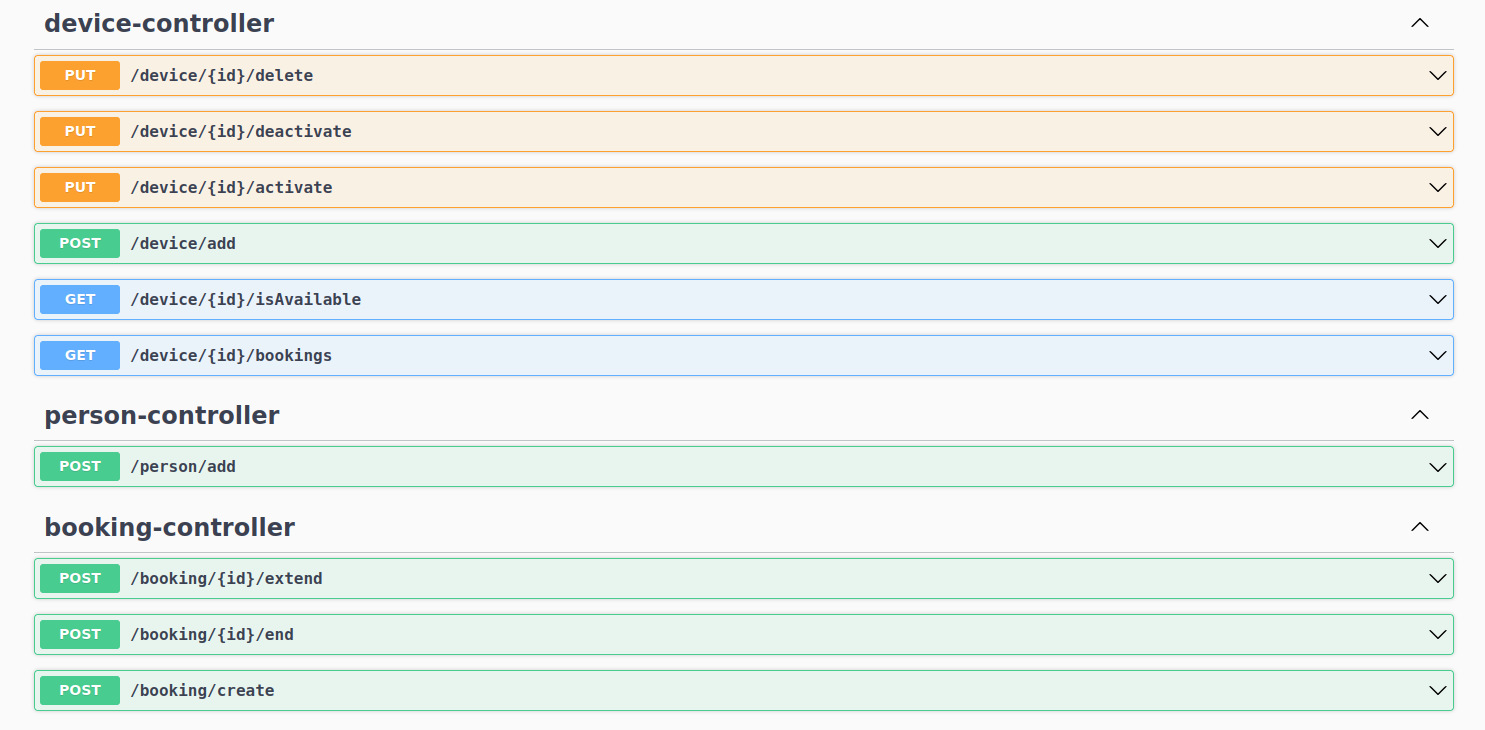 device-controller
PUT /device/{id}/delete
PUT /device/{id}/deactivate
PUT /device/{id}/activate
POST /device/add
GET /device/{id}/isAvailable
GET /device/{id}/bookings
person-controller
POST /person/add
booking-controller
POST /booking/{id}/extend
POST /booking/{id}/end
POST /booking/create